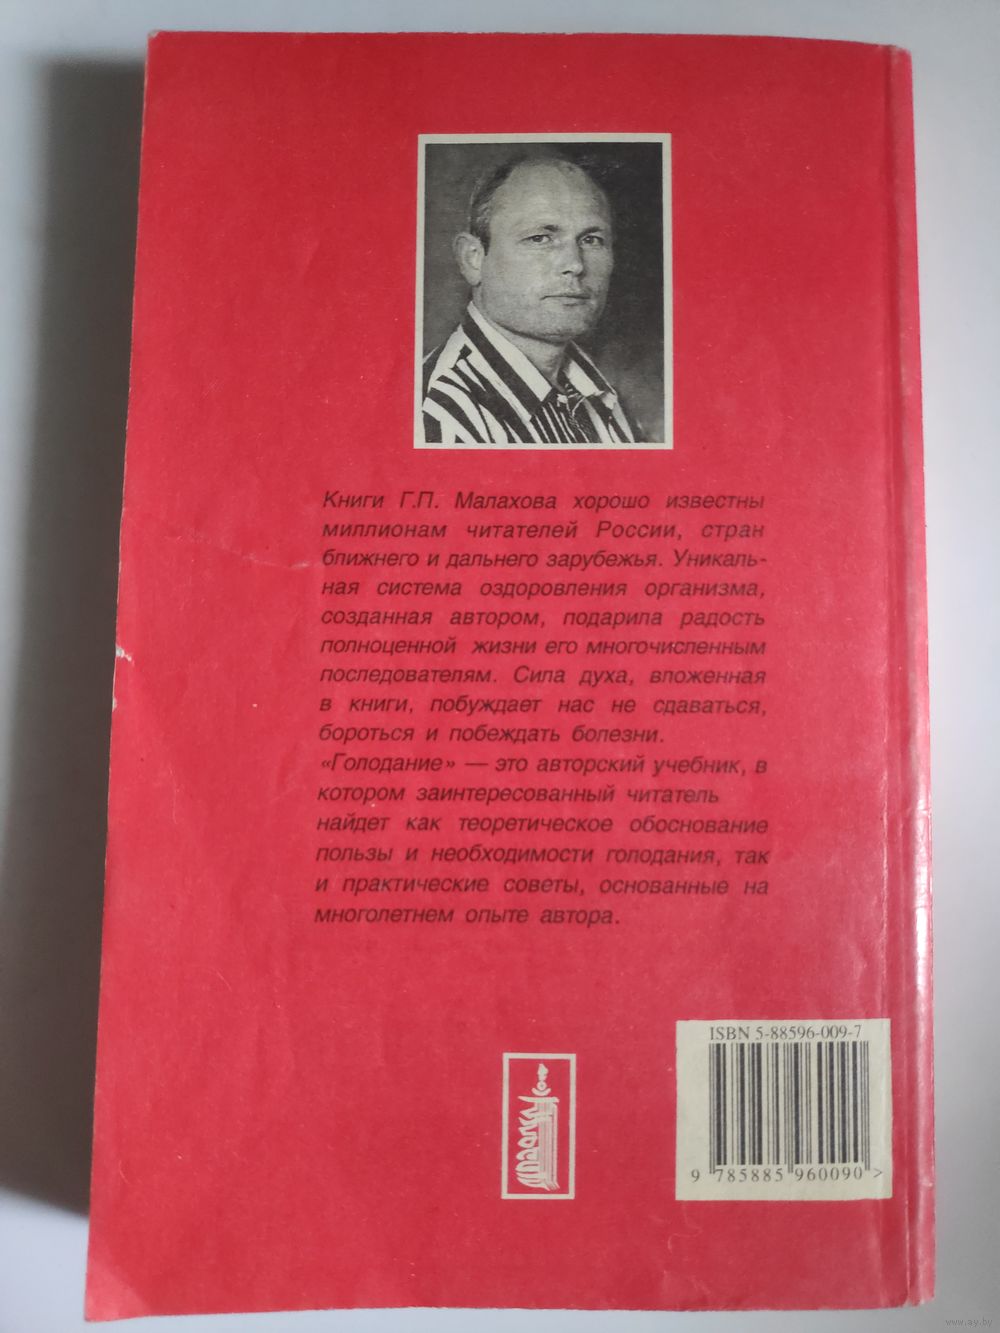 Книги Г.П. Малахова хорошо известны
миллионам читателей России, стран
ближнего и дальнего зарубежья. Уникаль-
ная система оздоровления организма,
созданная автором, подарила радость
полноценной жизни его многочисленным
последователям. Сила духа, вложенная
в книги, побуждает нас не сдаваться,
бороться и побеждать болезни.
«Голодание» — это авторский учебник, в
котором заинтересованный читатель
найдет как теоретическое обоснование
пользы и необходимости голодания, так
и практические советы, основанные на
многолетнем опыте автора.
ISBN 5-88596-009-7
9 785885 960090 >
www.ay.by